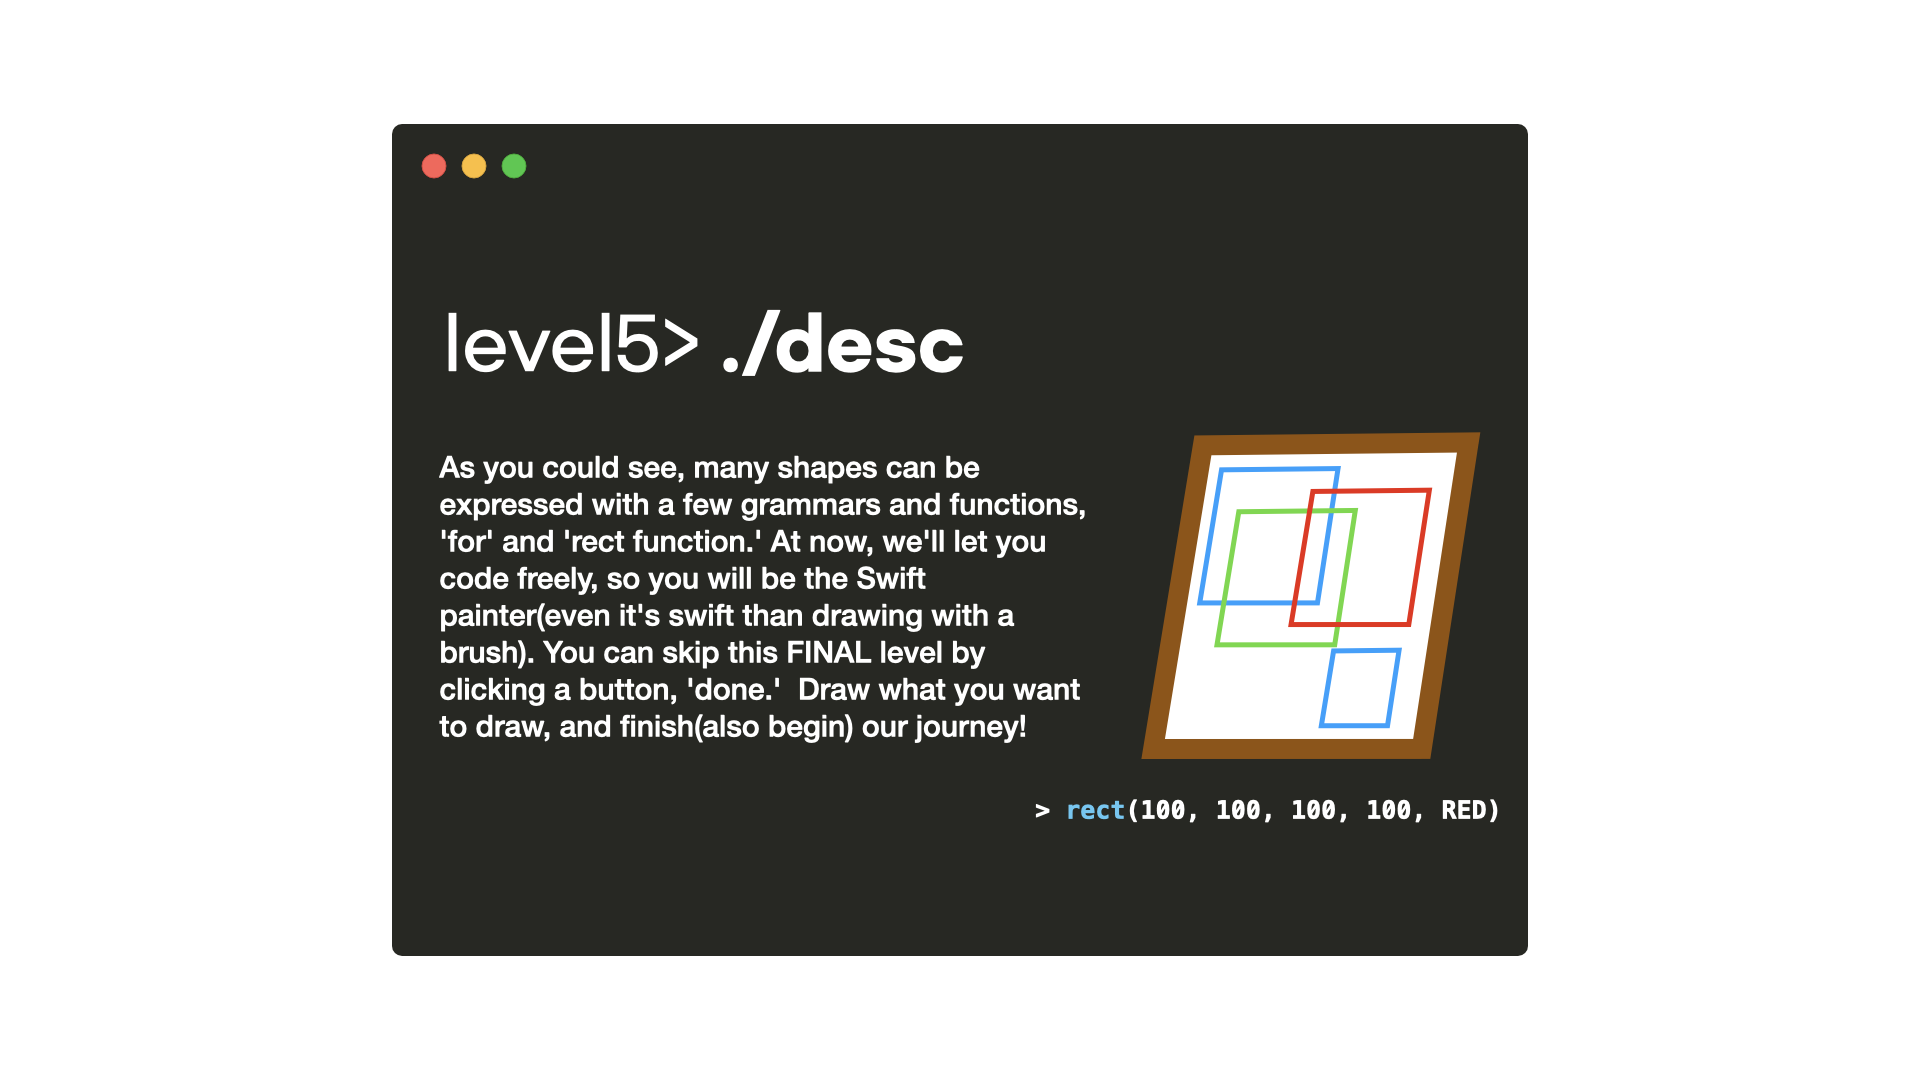 level5> ./desc
As you could see, many shapes can be
expressed with a few grammars and functions,
'for' and 'rect function.' At now, we'll let you
code freely, so you will be the Swift
painter(even it's swift than drawing with a
brush). You can skip this FINAL level by
clicking a button, 'done.'  Draw what you want
to draw, and finish(also begin) our journey!
> rect(100, 100, 100, 100, RED)